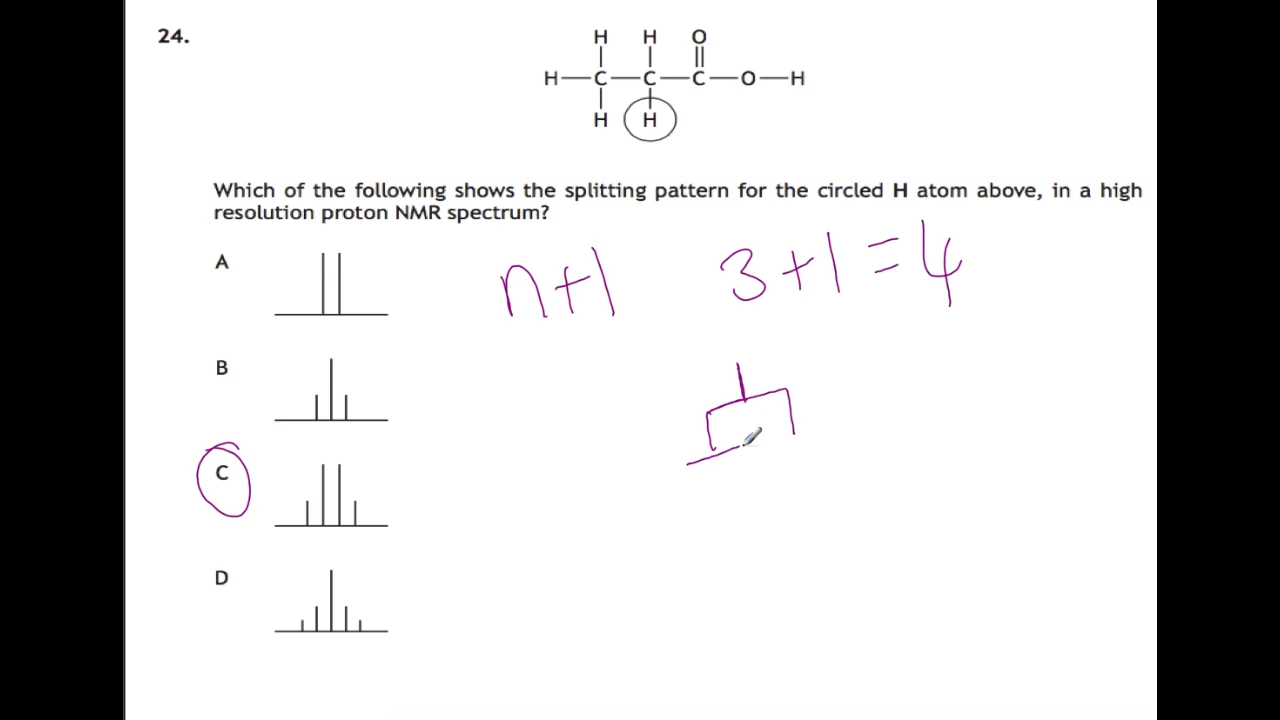 24.
H H O
H C C C O H
H H
Which of the following shows the splitting pattern for the circled H atom above, in a high
resolution proton NMR spectrum?
A
n+1 3+1=4
B
C
D